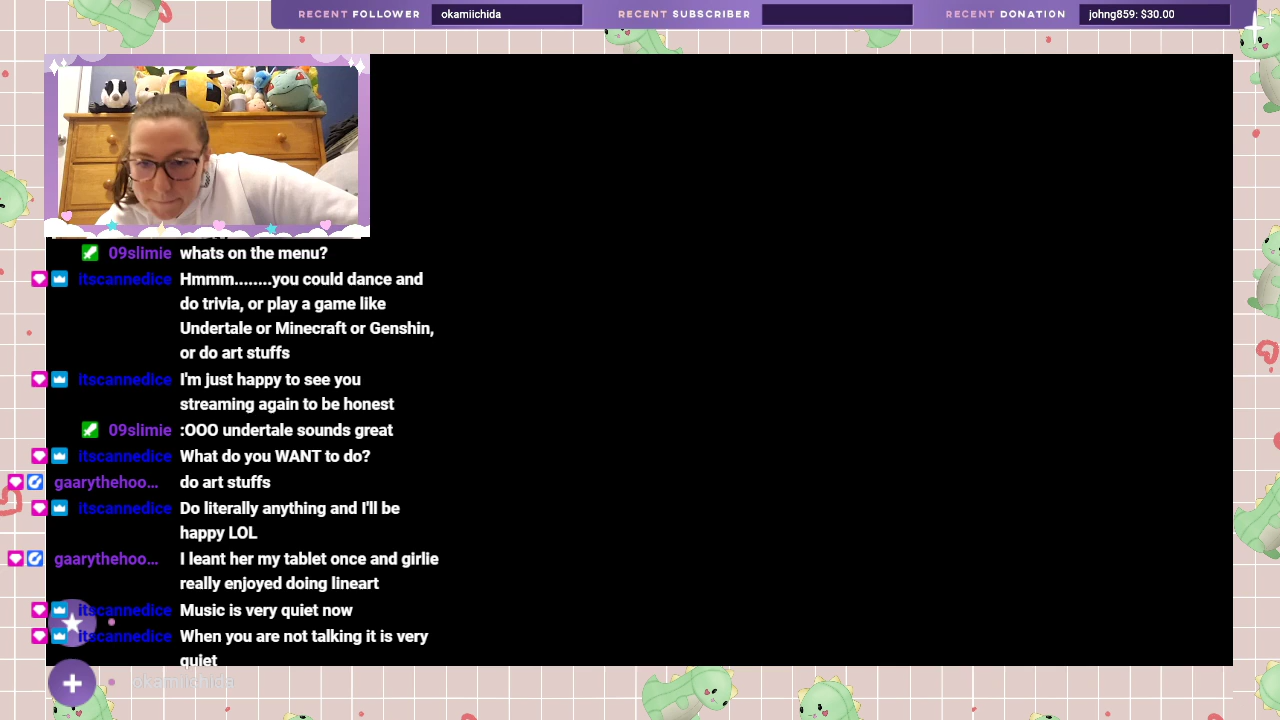 RECENT FOLLOWER okamiichida RECENT SUBSCRIBER RECENT DONATION johng859: $30.00
09slimie whats on the menu?
itscannedice Hmmm........you could dance and
do trivia, or play a game like
Undertale or Minecraft or Genshin,
or do art stuffs
itscannedice I'm just happy to see you
streaming again to be honest
09slimie :OOO undertale sounds great
itscannedice What do you WANT to do?
gaarythehoo... do art stuffs
itscannedice Do literally anything and I'll be
happy LOL
gaarythehoo... I leant her my tablet once and girlie
really enjoyed doing lineart
itscannedice Music is very quiet now
itscannedice When you are not talking it is very
quiet
okamiichida